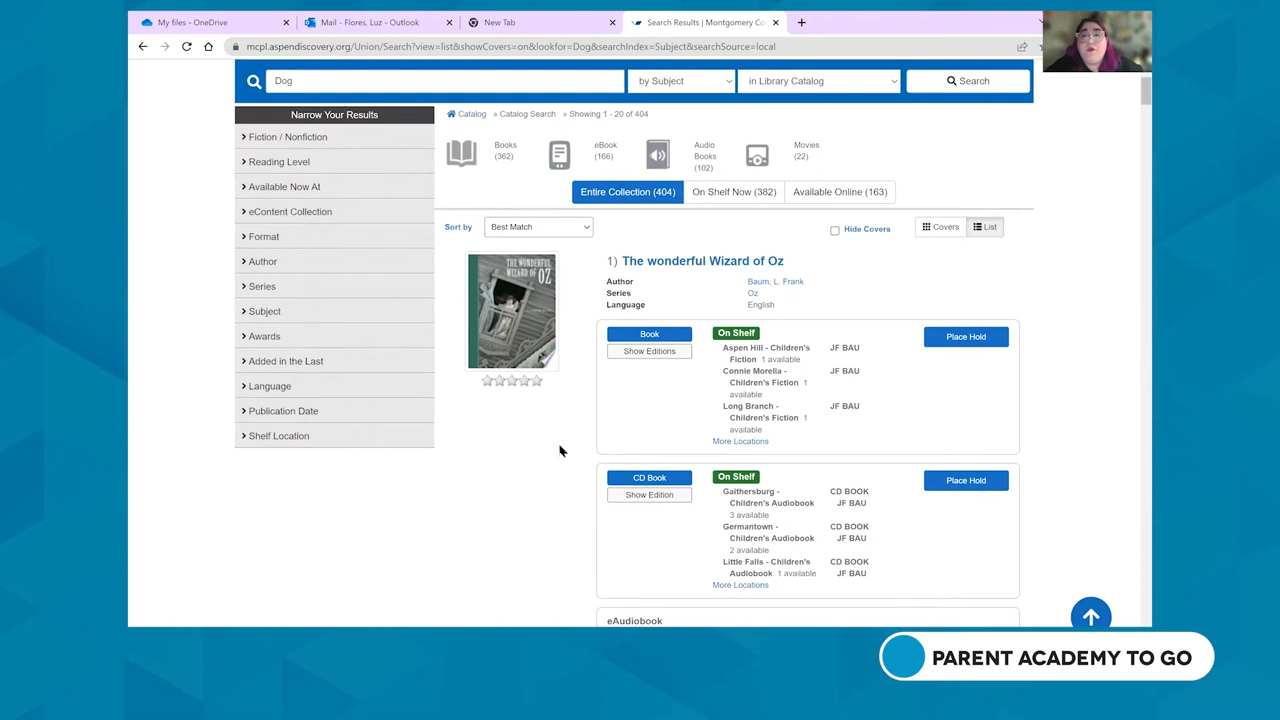 My files - OneDrive
Mail - Flores, Luz - Outlook
New Tab
Search Results | Montgomery Co
mcpl.aspendiscovery.org/Union/Search?view=list&showCovers=on&lookfor=Dog&searchIndex=Subject&searchSource=local
Dog
by Subject
in Library Catalog
Search
Narrow Your Results
Fiction / Nonfiction
Reading Level
Available Now At
eContent Collection
Format
Author
Series
Subject
Awards
Added in the Last
Language
Publication Date
Shelf Location
Catalog » Catalog Search » Showing 1 - 20 of 404
Books
(362)
eBook
(166)
Audio
Books
(102)
Movies
(22)
Entire Collection (404)
On Shelf Now (382)
Available Online (163)
Sort by
Best Match
Hide Covers
Covers
List
THE WONDERFUL
WIZARD OF
OZ
1) The wonderful Wizard of Oz
Author Baum, L. Frank
Series Oz
Language English
Book
Show Editions
On Shelf
Aspen Hill - Children's JF BAU
Fiction 1 available
Connie Morella - JF BAU
Children's Fiction 1
available
Long Branch - JF BAU
Children's Fiction 1
available
More Locations
Place Hold
CD Book
Show Edition
On Shelf
Gaithersburg - CD BOOK
Children's Audiobook JF BAU
3 available
Germantown - CD BOOK
Children's Audiobook JF BAU
2 available
Little Falls - Children's CD BOOK
Audiobook 1 available JF BAU
More Locations
Place Hold
eAudiobook
PARENT ACADEMY TO GO